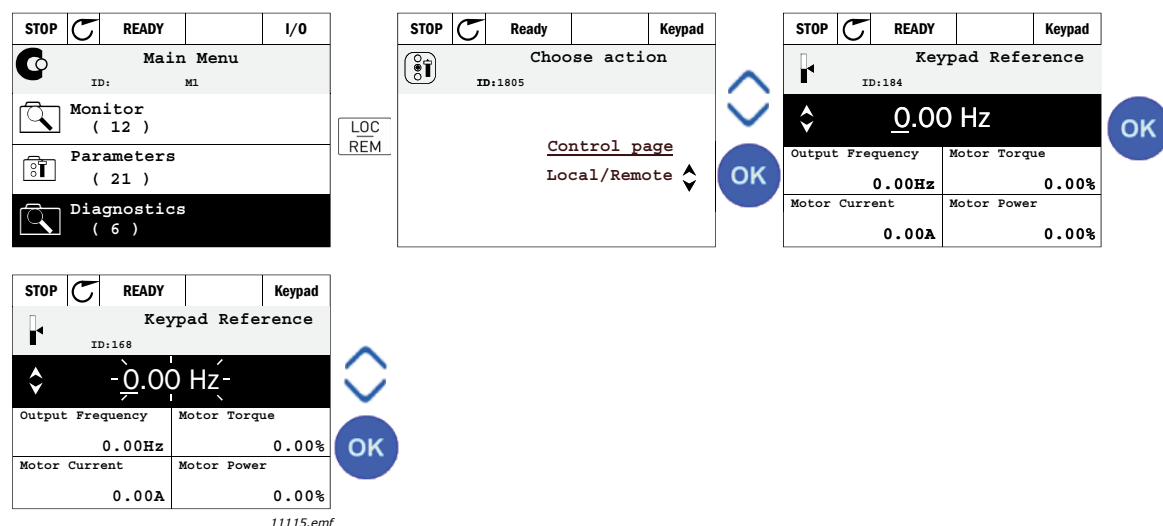 STOP READY I/O
Main Menu
ID: M1
Monitor
( 12 )
Parameters
( 21 )
Diagnostics
( 6 )
LOC
REM
STOP Ready Keypad
Choose action
ID:1805
Control page
Local/Remote
OK
STOP READY Keypad
Keypad Reference
ID:184
0.00 Hz
Output Frequency Motor Torque
0.00Hz 0.00%
Motor Current Motor Power
0.00A 0.00%
OK
STOP READY Keypad
Keypad Reference
ID:168
0.00 Hz
Output Frequency Motor Torque
0.00Hz 0.00%
Motor Current Motor Power
0.00A 0.00%
OK
11115.emf